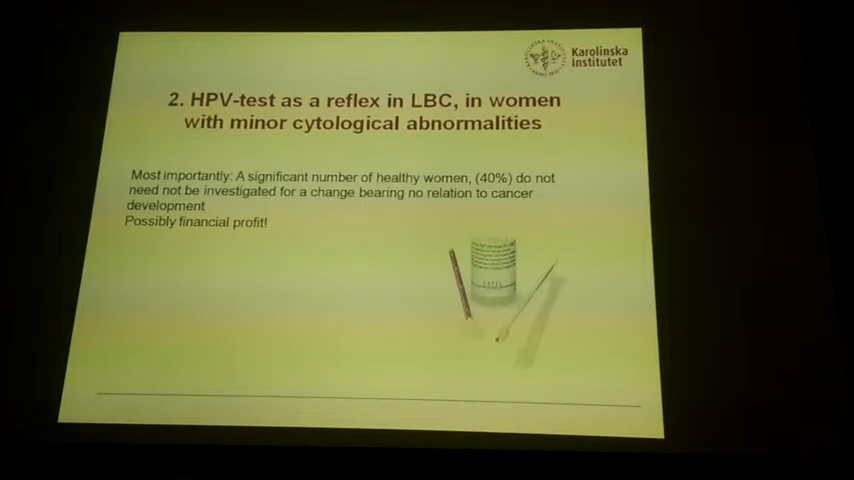 Karolinska
Institutet
2. HPV-test as a reflex in LBC, in women
with minor cytological abnormalities
Most importantly: A significant number of healthy women, (40%) do not
need not be investigated for a change bearing no relation to cancer
development
Possibly financial profit!